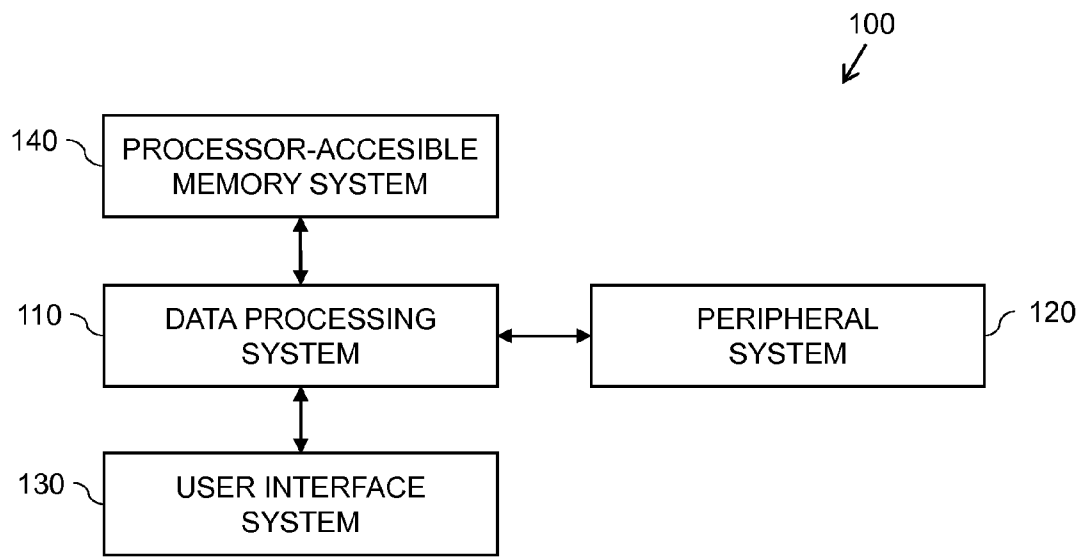 100
140
PROCESSOR-ACCESIBLE
MEMORY SYSTEM
110
DATA PROCESSING
SYSTEM
PERIPHERAL
SYSTEM
120
130
USER INTERFACE
SYSTEM